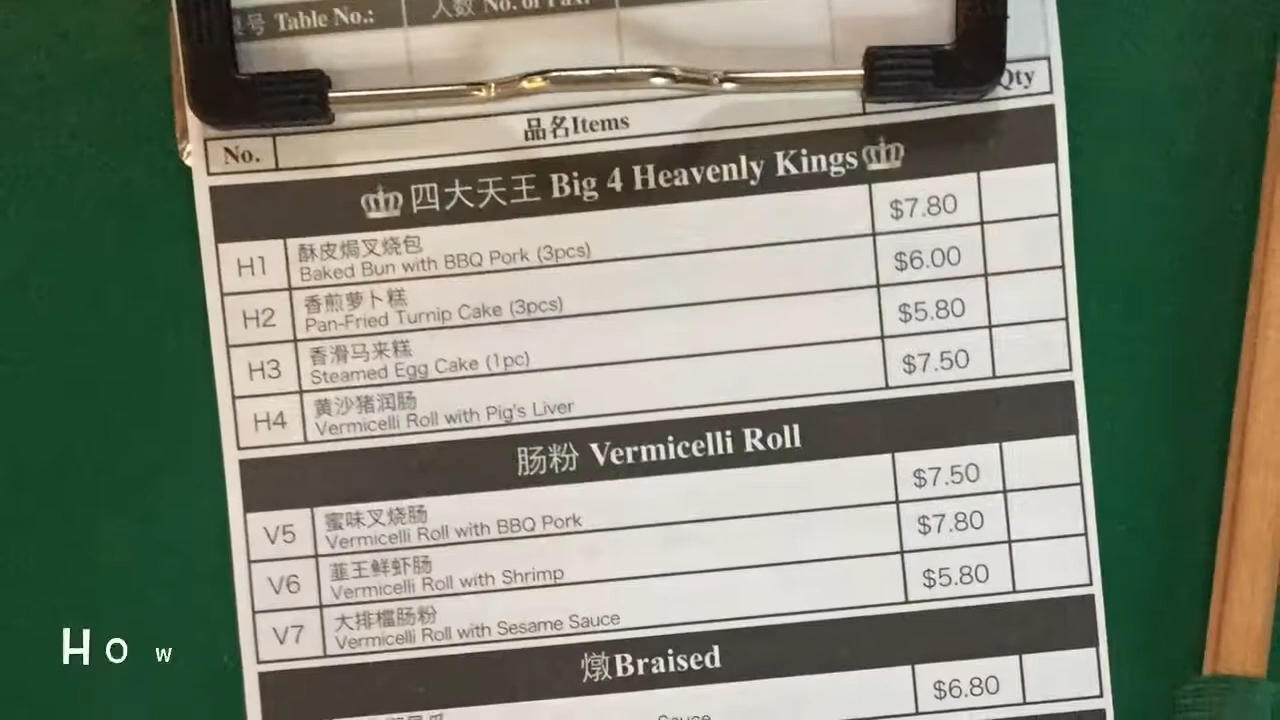 号 Table No.:
人数 No. of Pax:
No.
品名Items
Qty
四大天王 Big 4 Heavenly Kings
H1
酥皮焗叉烧包
Baked Bun with BBQ Pork (3pcs)
$7.80
H2
香煎萝卜糕
Pan-Fried Turnip Cake (3pcs)
$6.00
H3
香滑马来糕
Steamed Egg Cake (1pc)
$5.80
H4
黄沙猪润肠
Vermicelli Roll with Pig's Liver
$7.50
肠粉 Vermicelli Roll
V5
蜜味叉烧肠
Vermicelli Roll with BBQ Pork
$7.50
V6
韮王鲜虾肠
Vermicelli Roll with Shrimp
$7.80
V7
大排檔肠粉
Vermicelli Roll with Sesame Sauce
$5.80
燉Braised
Sauce
$6.80
How